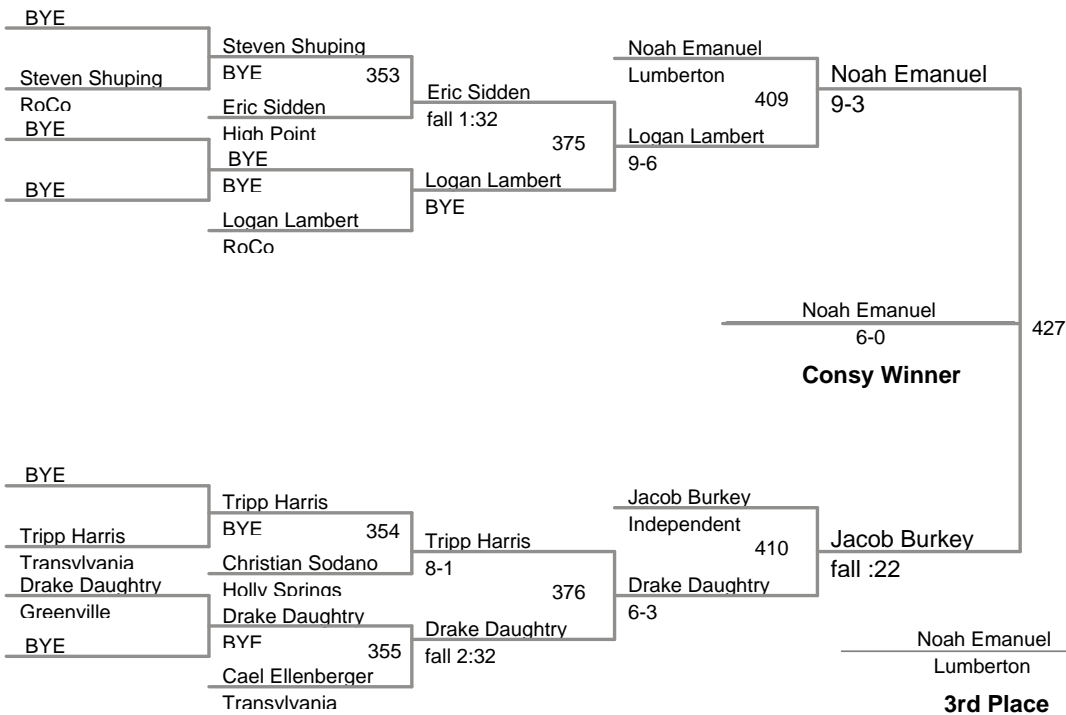 BYE
Steven Shuping
RoCo
BYE
BYE
Steven Shuping
BYE
353
Eric Sidden
High Point
BYE
BYE
Logan Lambert
RoCo
Eric Sidden
fall 1:32
375
Logan Lambert
BYE
Noah Emanuel
Lumberton
409
Logan Lambert
9-6
Noah Emanuel
9-3
Noah Emanuel
6-0
427
Consy Winner
BYE
Tripp Harris
Transylvania
Drake Daughtry
Greenville
BYE
Tripp Harris
BYE
354
Christian Sodano
Holly Springs
Drake Daughtry
BYE
355
Cael Ellenberger
Transylvania
Tripp Harris
8-1
376
Drake Daughtry
fall 2:32
Jacob Burkey
Independent
410
Drake Daughtry
6-3
Jacob Burkey
fall :22
Noah Emanuel
Lumberton
3rd Place